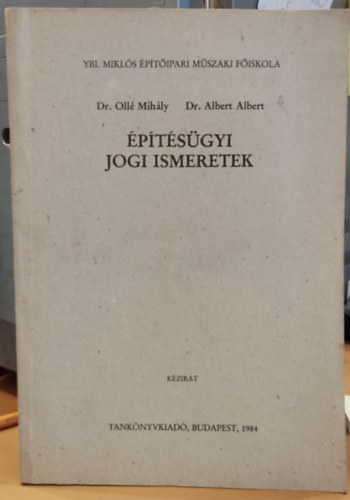 YBL MIKLÓS ÉPÍTŐIPARI MŰSZAKI FŐISKOLA
Dr. Ollé Mihály Dr. Albert Albert
ÉPÍTÉSÜGYI
JOGI ISMERETEK
KÉZIRAT
TANKÖNYVKIADÓ, BUDAPEST, 1984